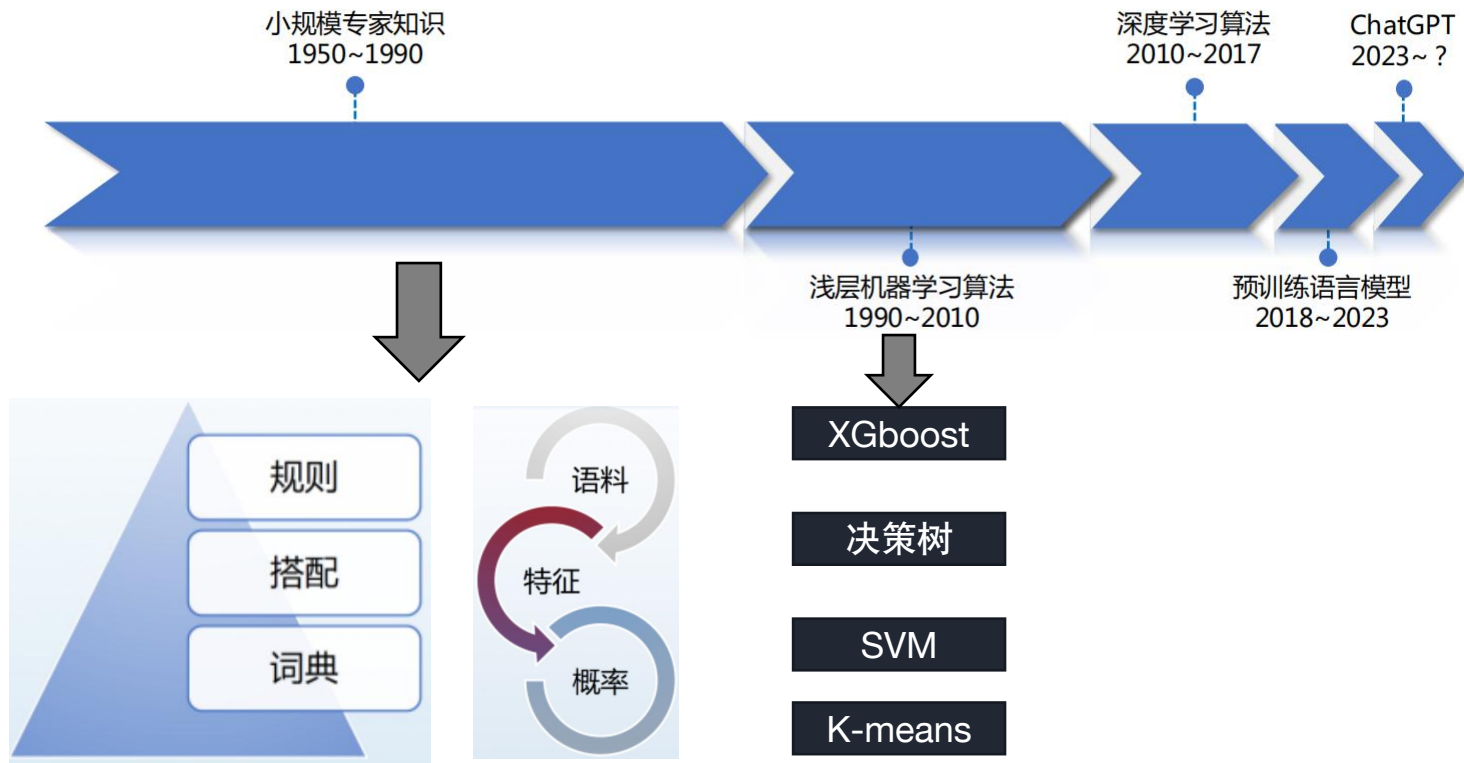 小规模专家知识
1950~1990
深度学习算法
2010~2017
ChatGPT
2023~ ?
浅层机器学习算法
1990~2010
预训练语言模型
2018~2023
规则
搭配
词典
语料
特征
概率
XGboost
决策树
SVM
K-means